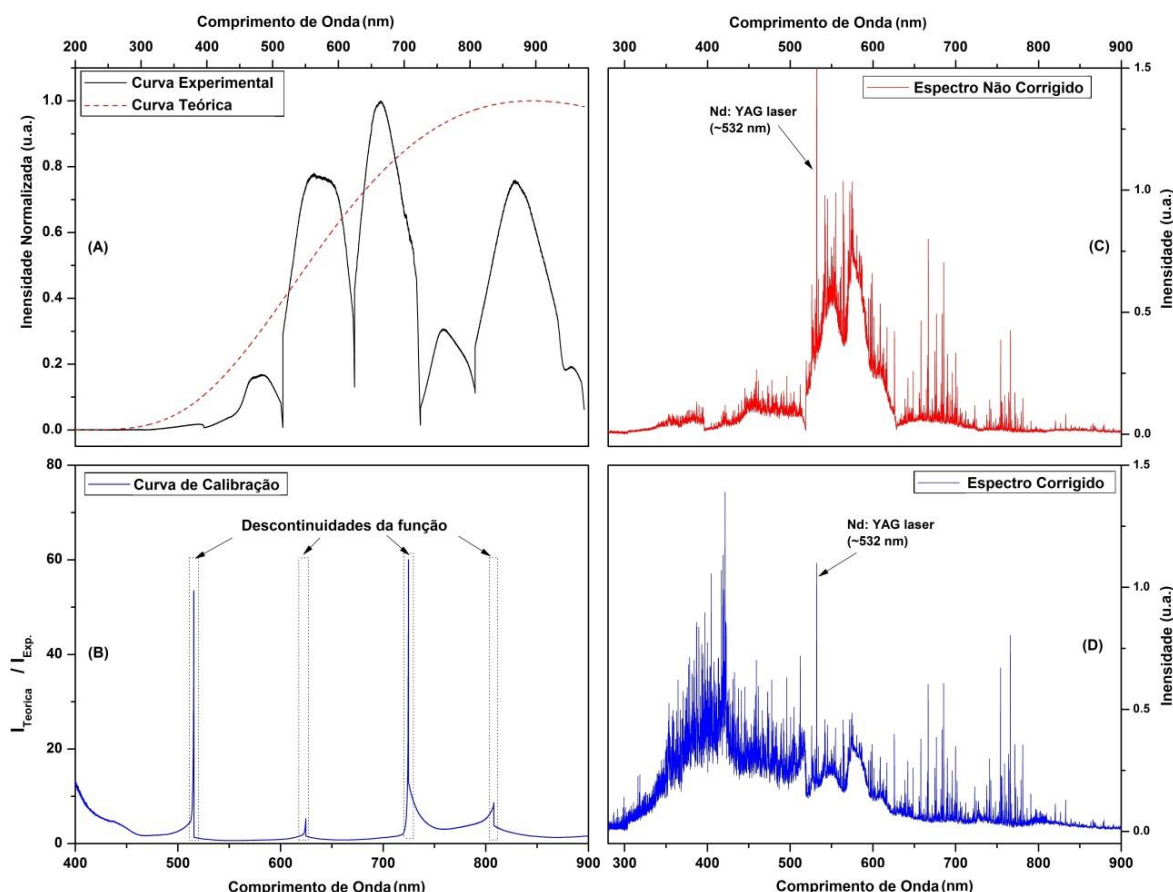 Comprimento de Onda (nm)
200 300 400 500 600 700 800 900
Inensidade Normalizada (u.a.)
1.0
0.8
0.6
0.4
0.2
0.0
Curva Experimental
Curva Teórica
(A)
Comprimento de Onda (nm)
300 400 500 600 700 800 900
1.5
1.0
0.5
0.0
Inensidade (u.a.)
Espectro Não Corrigido
Nd: YAG laser
(~532 nm)
(C)
80
60
40
20
0
I Teorica / I Exp.
Curva de Calibração
Descontinuidades da função
(B)
400 500 600 700 800 900
Comprimento de Onda (nm)
1.5
1.0
0.5
0.0
Inensidade (u.a.)
Espectro Corrigido
Nd: YAG laser
(~532 nm)
(D)
300 400 500 600 700 800 900
Comprimento de Onda (nm)